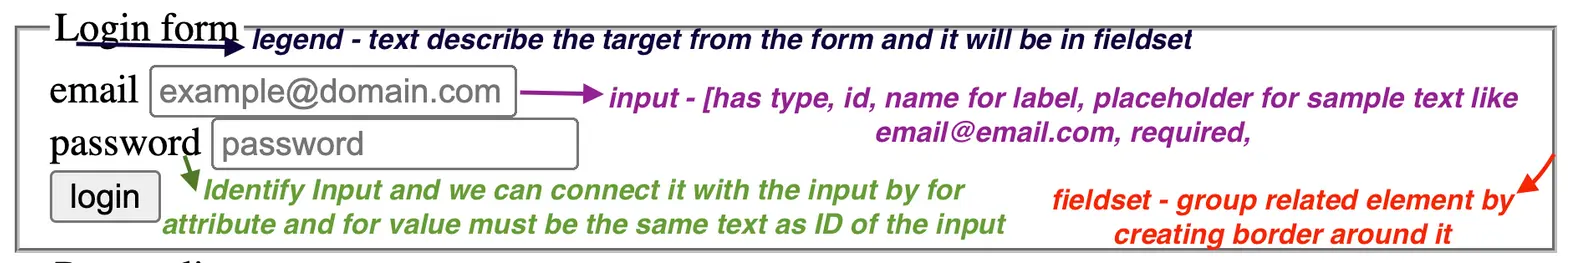 Login form
legend - text describe the target from the form and it will be in fieldset
email example@domain.com
input - [has type, id, name for label, placeholder for sample text like
email@email.com, required,
password password
login
Identify Input and we can connect it with the input by for
attribute and for value must be the same text as ID of the input
fieldset - group related element by
creating border around it